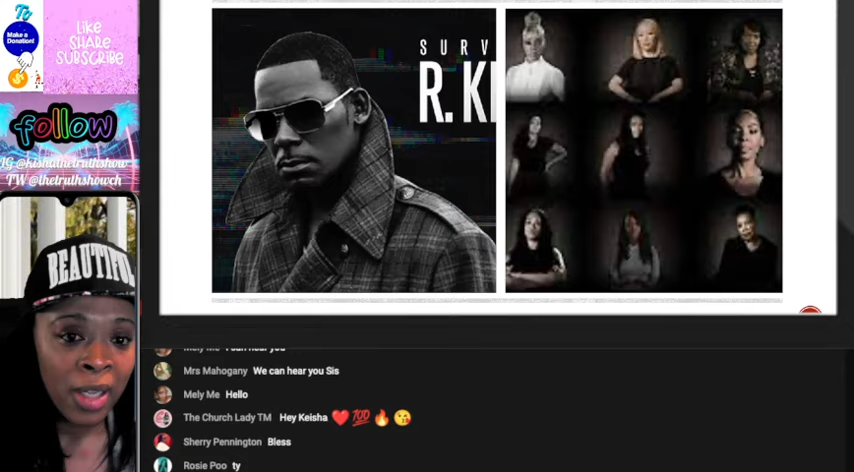 Tc
Make a
Donation!
LIKE
SHARE
SUBSCRIBE
follow
IG @kishathetruthshow
TW @thetruthshowch
BEAUTIFUL
SURV
R. K
Mrs Mahogany We can hear you Sis
Mely Me Hello
The Church Lady TM Hey Keisha ❤️ 💯 🔥 😘
Sherry Pennington Bless
Rosie Poo ty